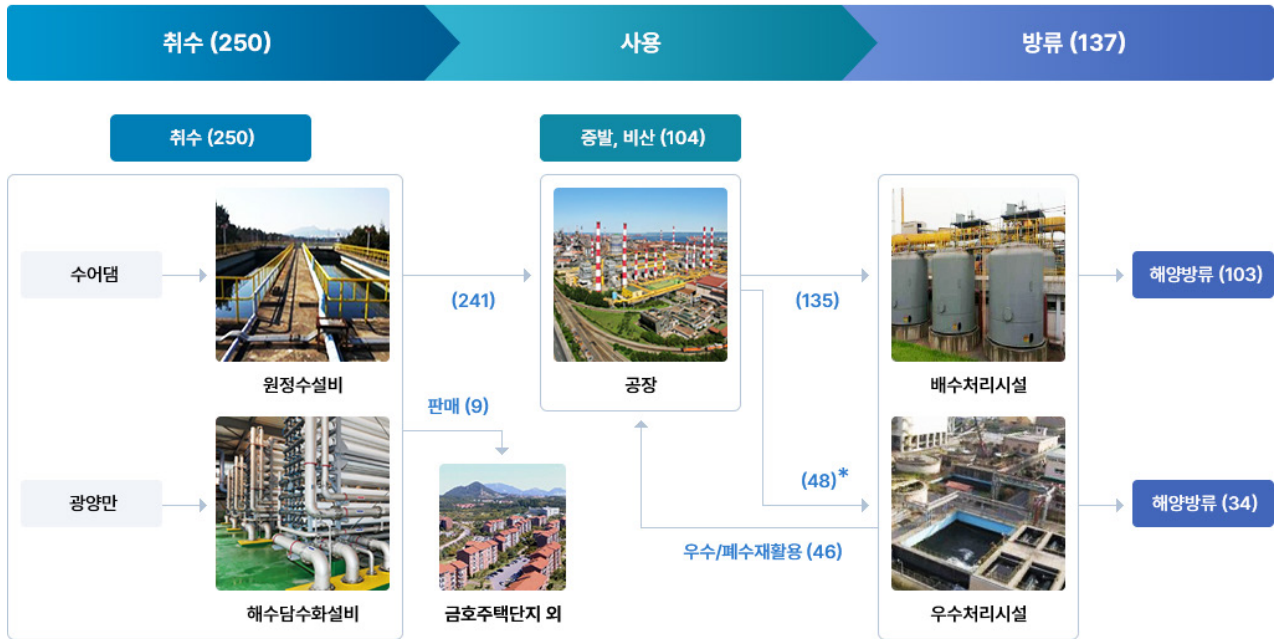 취수 (250)
사용
방류 (137)
취수 (250)
증발, 비산 (104)
수어댐
(241)
(135)
해양방류 (103)
원정수설비
공장
배수처리시설
판매 (9)
광양만
(48)*
해양방류 (34)
우수/폐수재활용 (46)
해수담수화설비
금호주택단지 외
우수처리시설